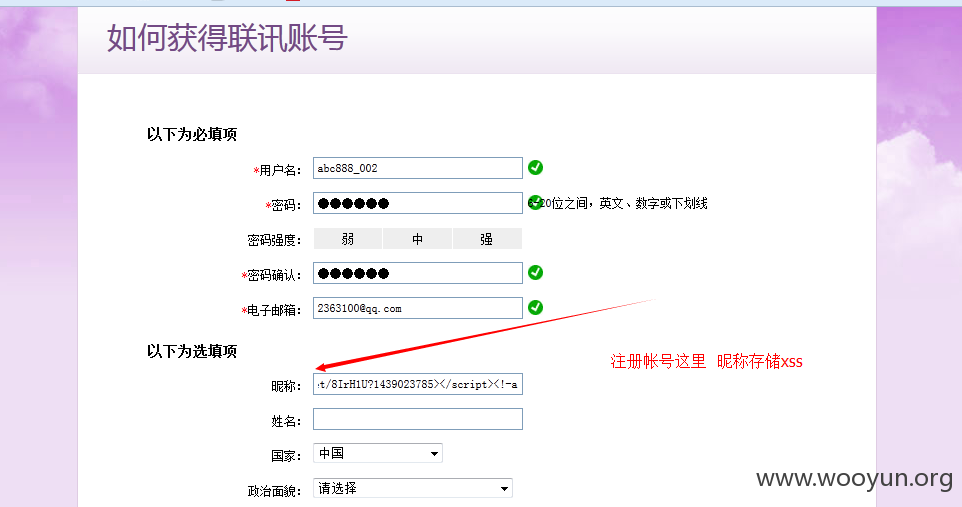 如何获得联讯账号
以下为必填项
*用户名： abc888_002
*密码： ●●●●●● 6-20位之间，英文、数字或下划线
密码强度： 弱 中 强
*密码确认： ●●●●●●
*电子邮箱： 2363100@qq.com
以下为选填项
注册帐号这里 昵称存储xss
昵称： t/8IrH1U?1439023785></script><!-a
姓名：
国家： 中国
政治面貌： 请选择
www.wooyun.org